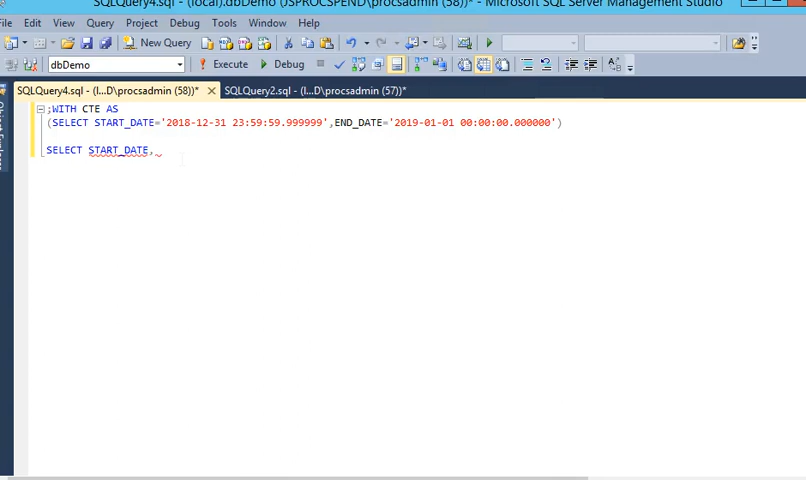 SQLQuery4.sql - (local).dbDemo (JSPROCSPEND\procsadmin (58))* - Microsoft SQL Server Management Studio
File Edit View Query Project Tools Window Help
New Query
dbDemo Execute Debug
SQLQuery4.sql - (l...D\procsadmin (58))* SQLQuery2.sql - (l...D\procsadmin (57))*
Object Explorer
;WITH CTE AS
(SELECT START_DATE='2018-12-31 23:59:59.999999',END_DATE='2019-01-01 00:00:00.000000')
SELECT START_DATE,